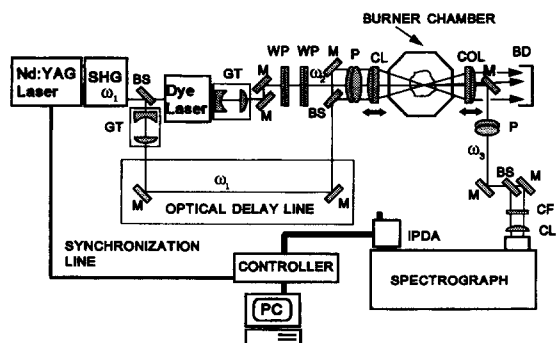 BURNER CHAMBER
Nd:YAG
Laser
SHG
ω₁
BS
GT
Dye
Laser
GT
M
M
WP
WP
M
ω₂
BS
P
CL
COL
M
BD
P
ω₃
BS
M
M
CF
CL
ω₁
M
OPTICAL DELAY LINE
M
SYNCHRONIZATION
LINE
CONTROLLER
PC
IPDA
SPECTROGRAPH